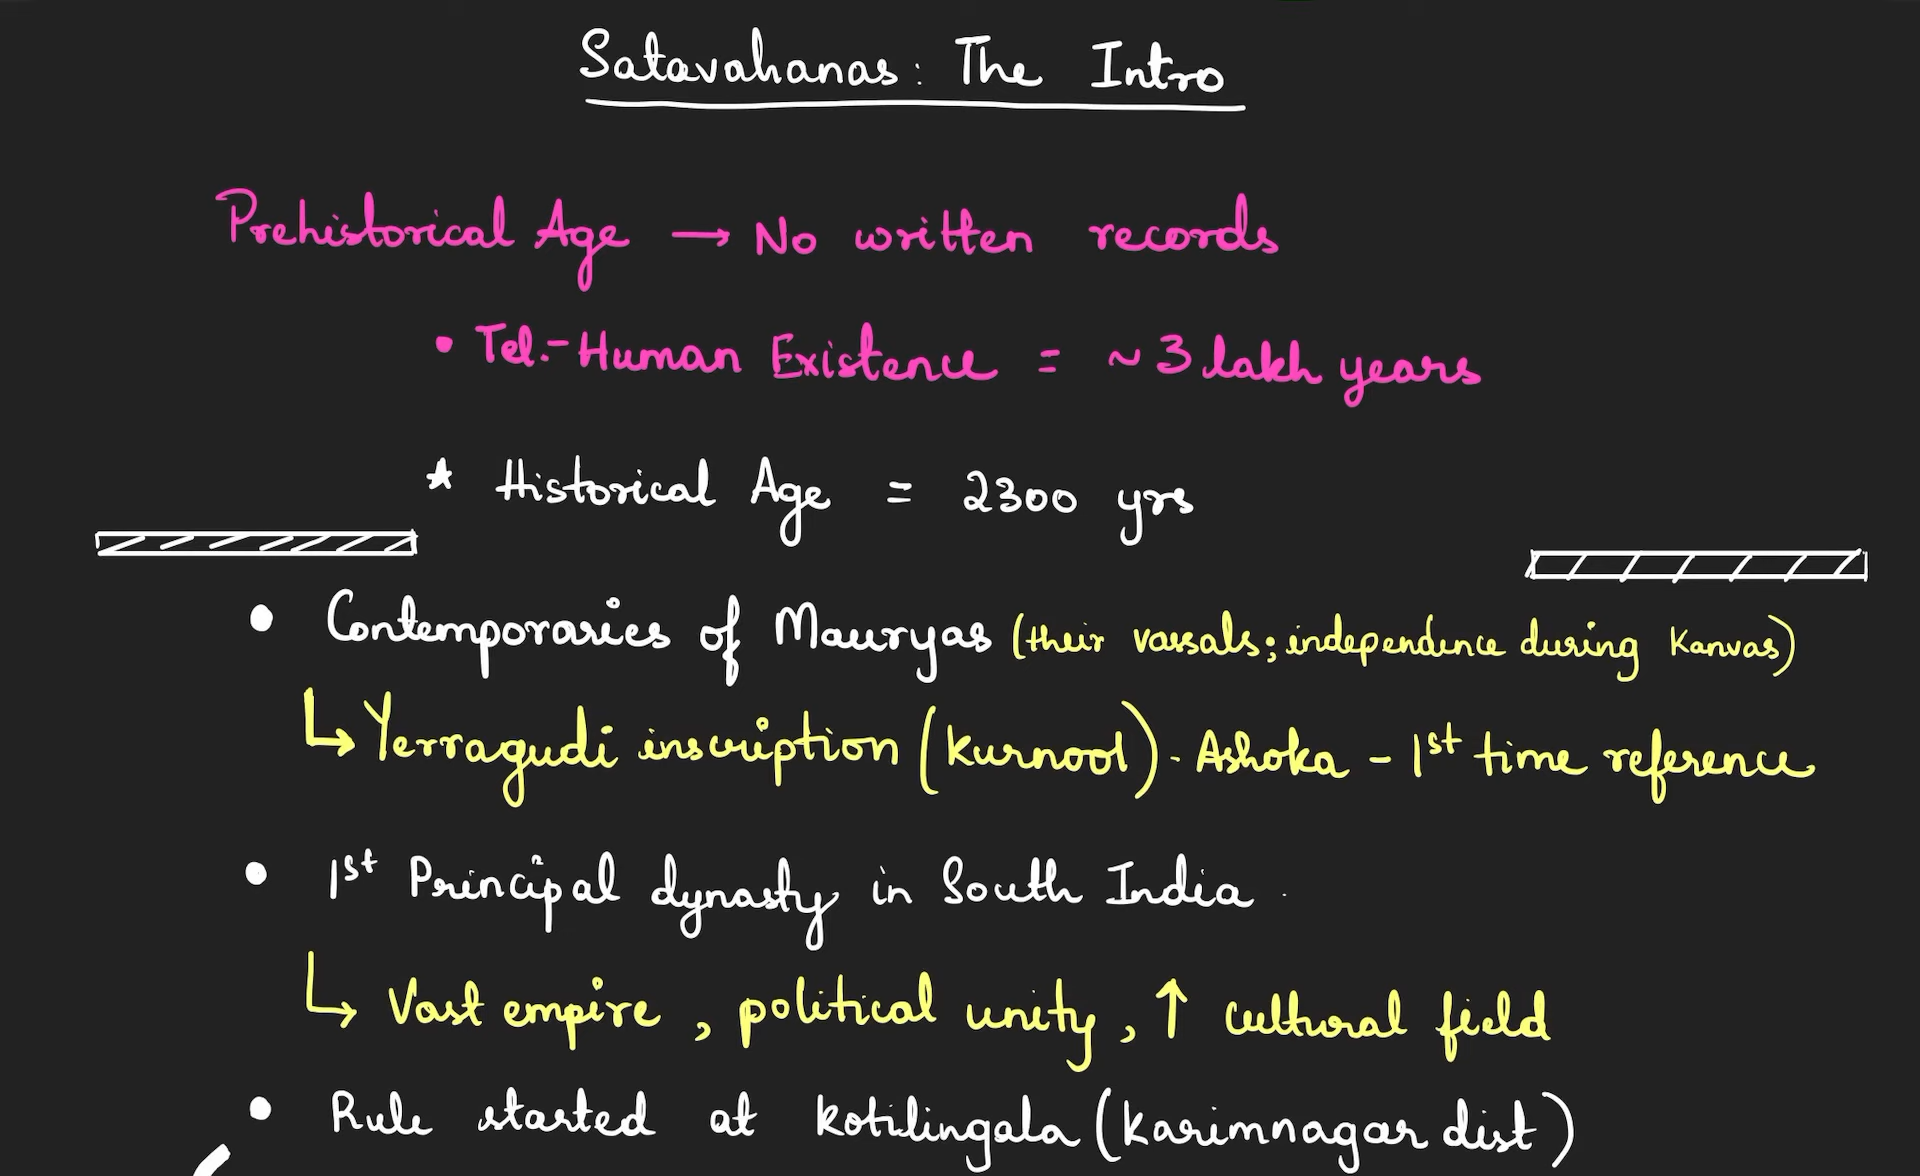 Satavahanas: The Intro
Prehistorical Age → No written records
• Tel.-Human Existence = ~3 lakh years
* Historical Age = 2300 yrs
• Contemporaries of Mauryas (their vassals; independence during Kanvas)
↳ Yerragudi inscription (Kurnool). Ashoka - 1st time reference
• 1st Principal dynasty in South India.
↳ Vast empire, political unity, ↑ cultural field
• Rule started at Kotilingala (Karimnagar dist)